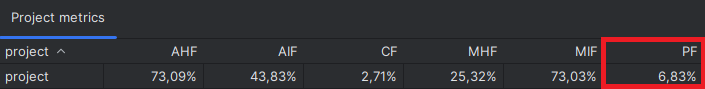 Project metrics
project AHF AIF CF MHF MIF PF
project 73,09% 43,83% 2,71% 25,32% 73,03% 6,83%